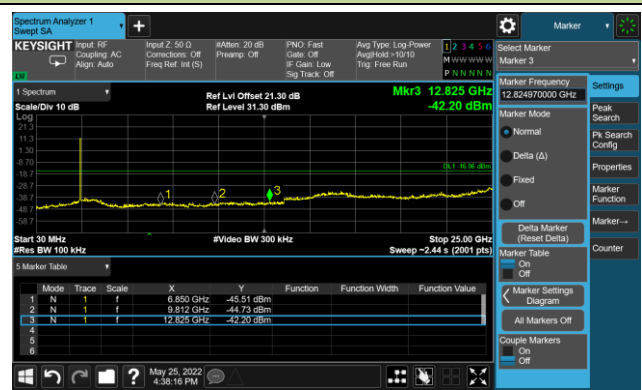 Spectrum Analyzer 1
Swept SA
Marker
KEYSIGHT
Input: RF
Coupling: AC
Align: Auto
Input Z: 50 Ω
Corrections: Off
Freq Ref: Int (S)
#Atten: 20 dB
Preamp: Off
PNO: Fast
Gate: Off
IF Gain: Low
Sig Track: Off
Avg Type: Log-Power
Avg|Hold:>10/10
Trig: Free Run
1 2 3 4 5 6
M W W W W W
P N N N N N
LVI
Select Marker
Marker 3
1 Spectrum
Scale/Div 10 dB
Ref Lvl Offset 21.30 dB
Ref Level 31.30 dBm
Mkr3 12.825 GHz
-42.20 dBm
Log
21.3
11.3
1.30
-8.70
-18.7
-28.7
-38.7
-48.7
-58.7
DL1 -16.06 dBm
1
2
3
Start 30 MHz
#Res BW 100 kHz
#Video BW 300 kHz
Stop 25.00 GHz
Sweep ~2.44 s (2001 pts)
5 Marker Table
Mode Trace Scale X Y Function Function Width Function Value
1 N 1 f 6.850 GHz -45.51 dBm
2 N 1 f 9.812 GHz -44.73 dBm
3 N 1 f 12.825 GHz -42.20 dBm
4
5
6
Marker Frequency
12.824970000 GHz
Marker Mode
Normal
Delta (Δ)
Fixed
Off
Delta Marker
(Reset Delta)
Marker Table
On
Off
Marker Settings
Diagram
All Markers Off
Couple Markers
On
Off
Settings
Peak
Search
Pk Search
Config
Properties
Marker
Function
Marker→
Counter
?
May 25, 2022
4:38:16 PM